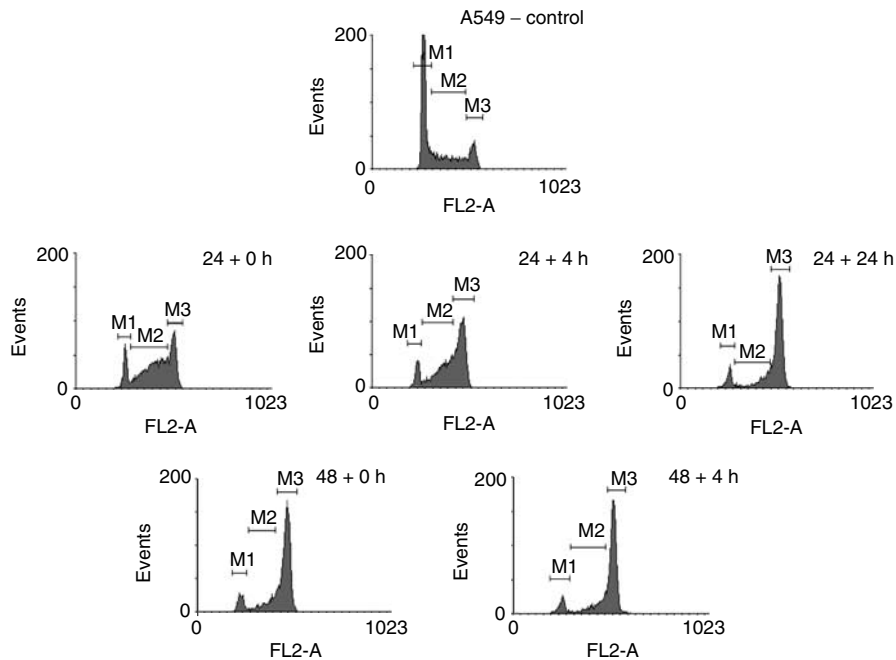 A549 – control
200
M1
M2
M3
Events
0
0
1023
FL2-A
24 + 0 h
200
M1
M2
M3
Events
0
0
1023
FL2-A
24 + 4 h
200
M1
M2
M3
Events
0
0
1023
FL2-A
24 + 24 h
200
M1
M2
M3
Events
0
0
1023
FL2-A
48 + 0 h
200
M1
M2
M3
Events
0
0
1023
FL2-A
48 + 4 h
200
M1
M2
M3
Events
0
0
1023
FL2-A